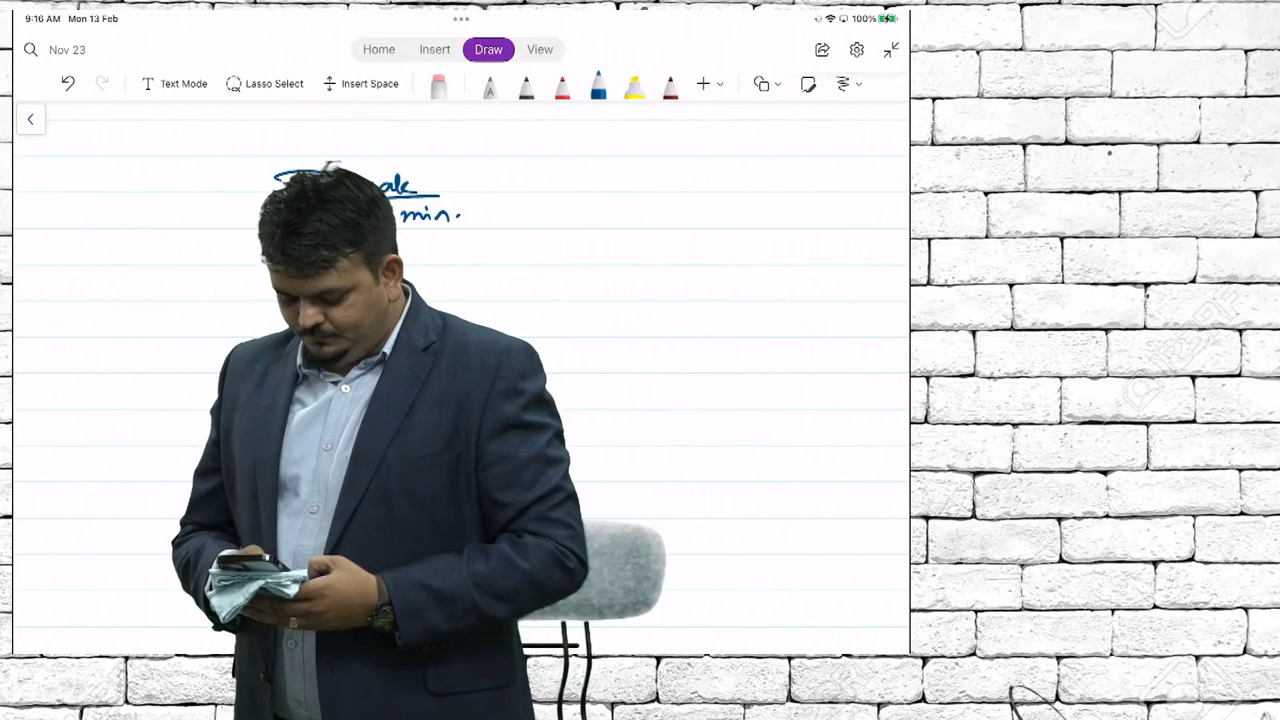 9:16 AM Mon 13 Feb
100%
Nov 23
Home Insert Draw View
Text Mode Lasso Select Insert Space
min.